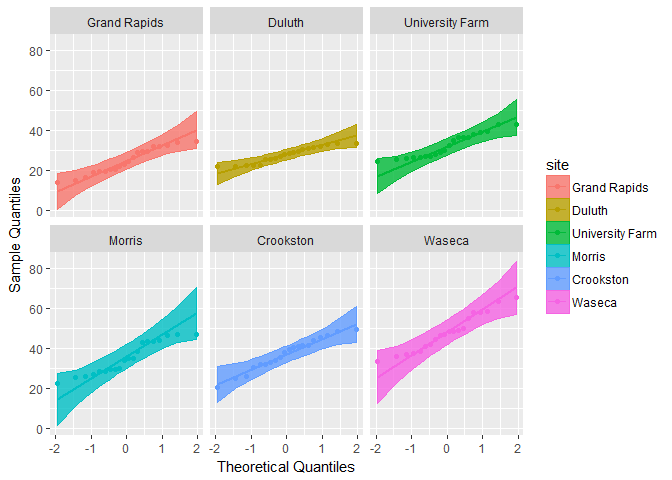 Grand Rapids Duluth University Farm
80
60
40
20
0
Morris Crookston Waseca
80
60
40
20
0
-2 -1 0 1 2 -2 -1 0 1 2 -2 -1 0 1 2
Theoretical Quantiles
Sample Quantiles
site
Grand Rapids
Duluth
University Farm
Morris
Crookston
Waseca